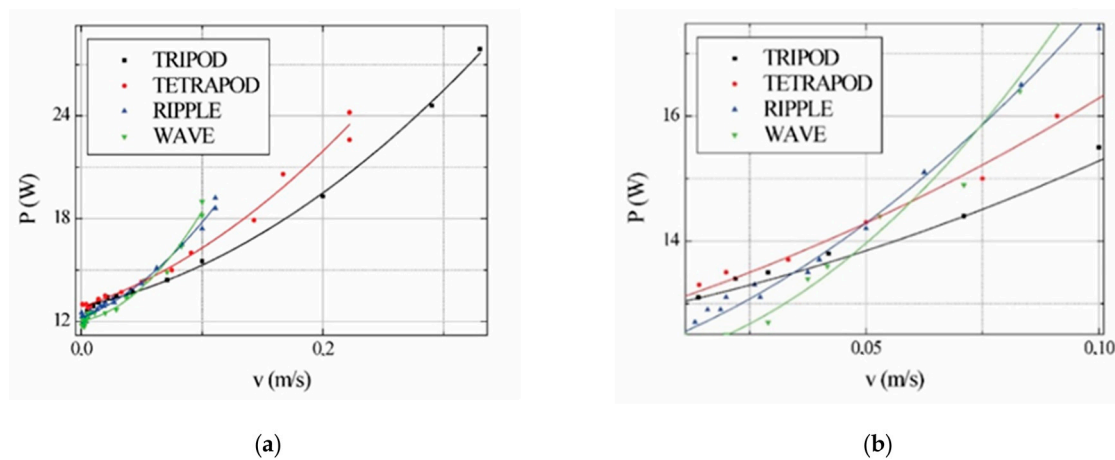 P (W)
24
18
12
TRIPOD
TETRAPOD
RIPPLE
WAVE
0.0
0.2
v (m/s)
(a)
P (W)
16
14
TRIPOD
TETRAPOD
RIPPLE
WAVE
0.05
0.10
v (m/s)
(b)